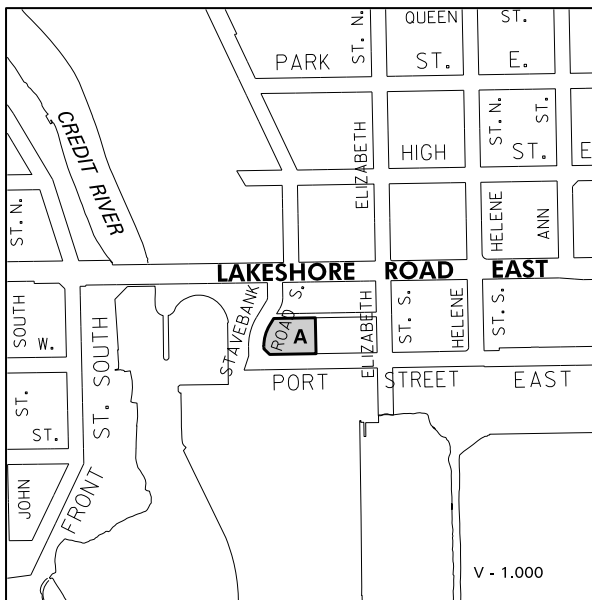 QUEEN ST.
PARK ST. E.
ST. N.
CREDIT RIVER
ELIZABETH
HIGH ST. E
ST. N.
ST.
HELENE
ANN
ST. N.
LAKESHORE ROAD EAST
SOUTH
W.
ST. SOUTH
STAVEBANK
ROAD S.
A
ELIZABETH
ST. S.
HELENE
ST. S.
PORT STREET EAST
ST.
ST.
JOHN
FRONT
V - 1.000